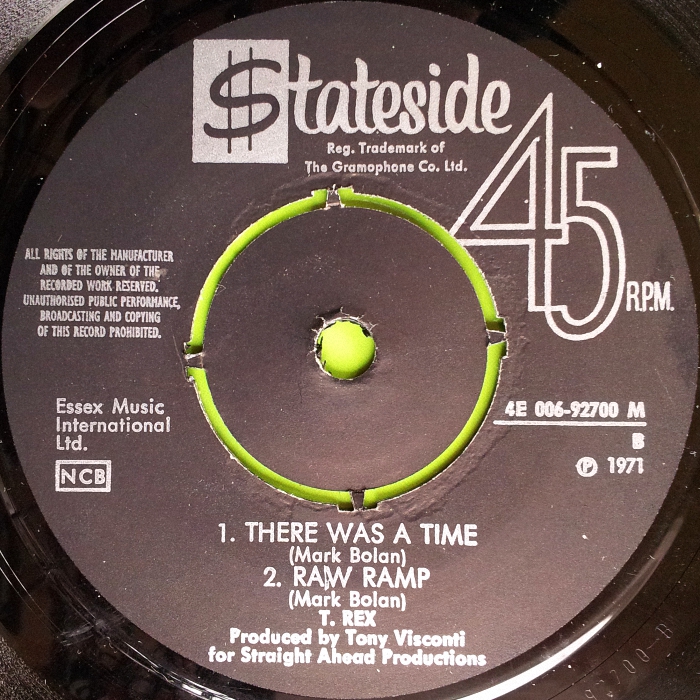 $tateside
Reg. Trademark of
The Gramophone Co. Ltd.
45
R.P.M.
ALL RIGHTS OF THE MANUFACTURER
AND OF THE OWNER OF THE
RECORDED WORK RESERVED.
UNAUTHORISED PUBLIC PERFORMANCE,
BROADCASTING AND COPYING
OF THIS RECORD PROHIBITED.
Essex Music
International
Ltd.
NCB
4E 006-92700 M
B
℗ 1971
1. THERE WAS A TIME
(Mark Bolan)
2. RAW RAMP
(Mark Bolan)
T. REX
Produced by Tony Visconti
for Straight Ahead Productions